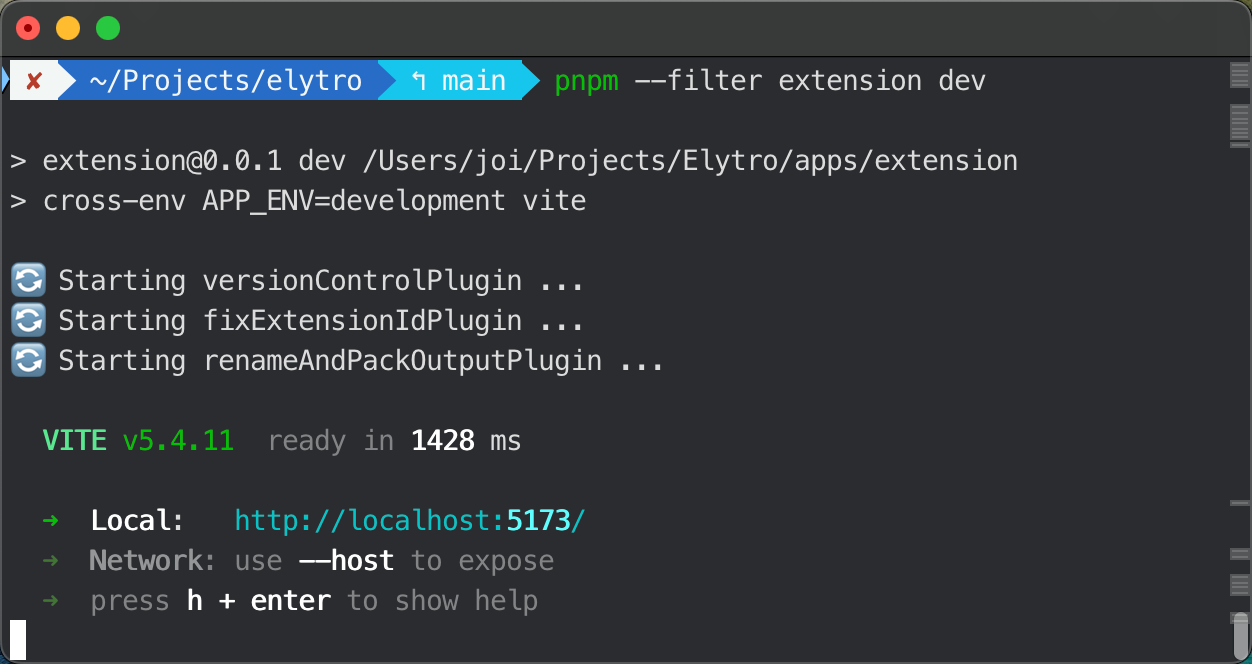 ✘ ~/Projects/elytro ↰ main pnpm --filter extension dev
> extension@0.0.1 dev /Users/joi/Projects/Elytro/apps/extension
> cross-env APP_ENV=development vite
🔄 Starting versionControlPlugin ...
🔄 Starting fixExtensionIdPlugin ...
🔄 Starting renameAndPackOutputPlugin ...
VITE v5.4.11 ready in 1428 ms
➜ Local: http://localhost:5173/
➜ Network: use --host to expose
➜ press h + enter to show help